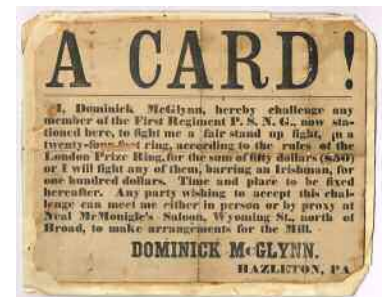 A CARD!
I, Dominick McGlynn, hereby challenge any
member of the First Regiment P. S. N. G., now sta-
tioned here, to fight me a fair stand up fight, in a
twenty-four foot ring, according to the rules of the
London Prize Ring, for the sum of fifty dollars ($50)
or I will fight any of them, barring an Irishman, for
one hundred dollars. Time and place to be fixed
hereafter. Any party wishing to accept this chal-
lenge can meet me either in person or by proxy at
Neal McMonigle's Saloon, Wyoming St., north of
Broad, to make arrangements for the Mill.
DOMINICK McGLYNN.
HAZLETON, PA